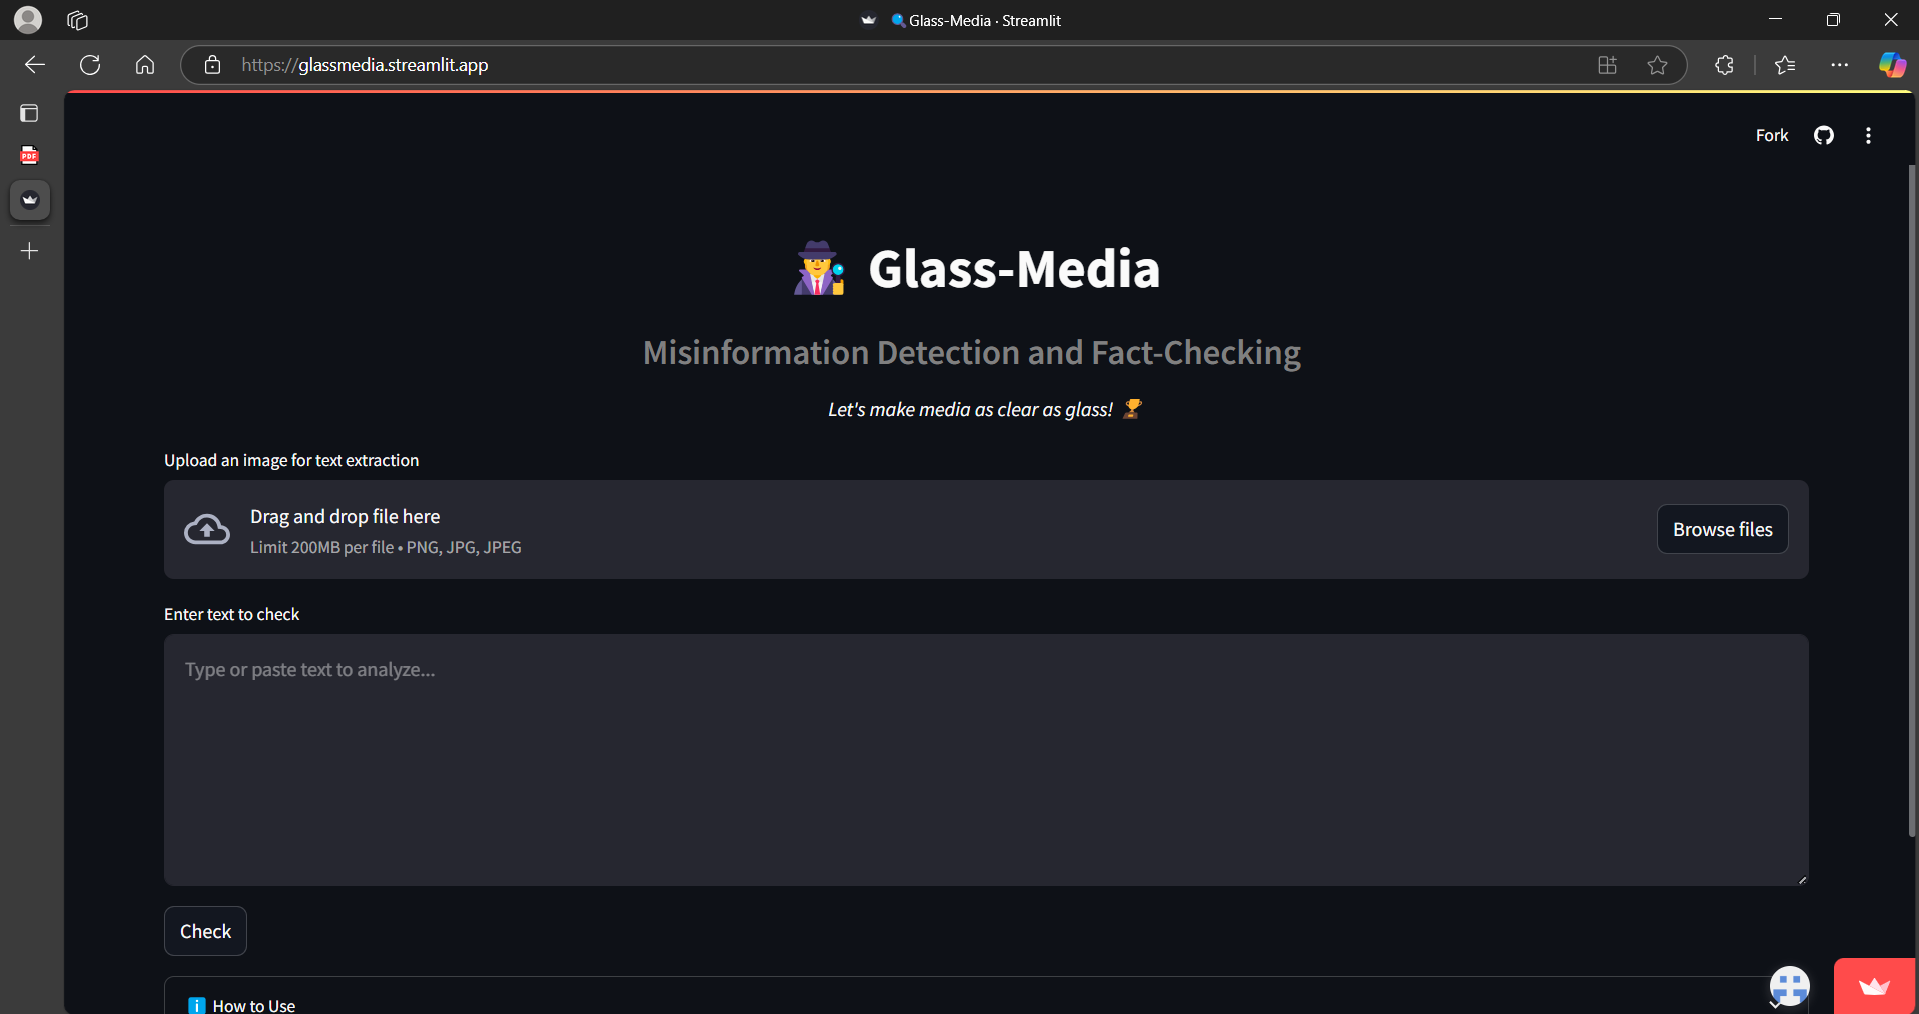 Glass-Media · Streamlit
https://glassmedia.streamlit.app
PDF
Fork
Glass-Media
Misinformation Detection and Fact-Checking
Let's make media as clear as glass!
Upload an image for text extraction
Drag and drop file here
Limit 200MB per file • PNG, JPG, JPEG
Browse files
Enter text to check
Type or paste text to analyze...
Check
i How to Use